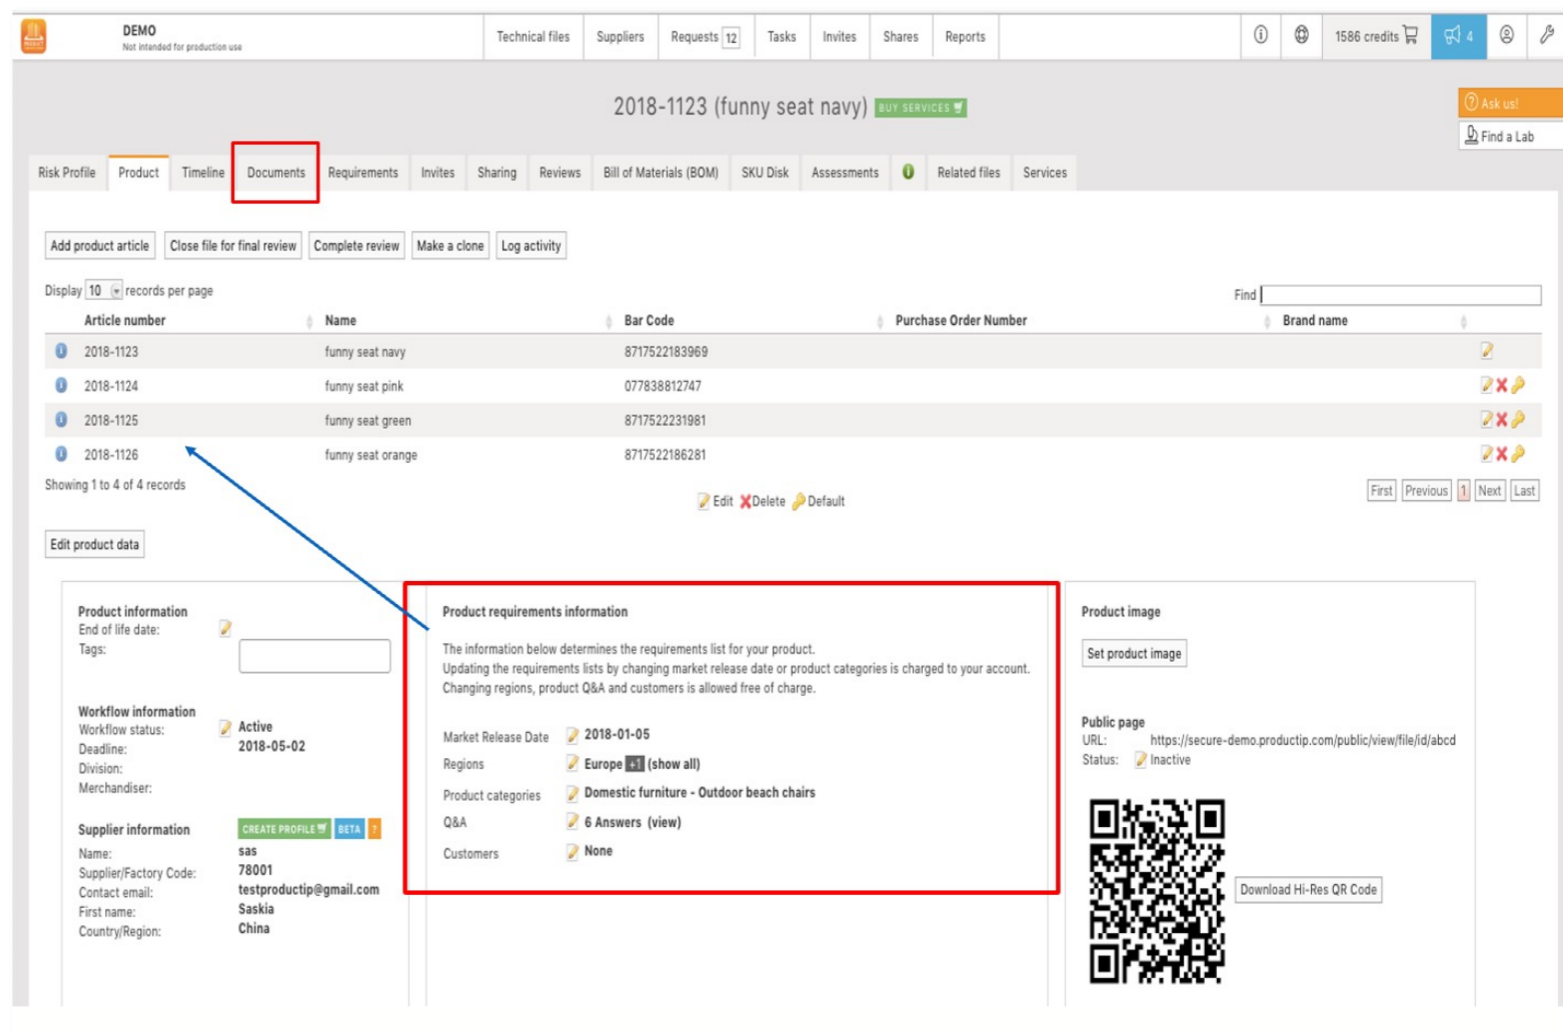 DEMO
Not intended for production use
Technical files Suppliers Requests 12 Tasks Invites Shares Reports
1586 credits 4
2018-1123 (funny seat navy) BUY SERVICES
Ask us!
Find a Lab
Risk Profile Product Timeline Documents Requirements Invites Sharing Reviews Bill of Materials (BOM) SKU Disk Assessments Related files Services
Add product article Close file for final review Complete review Make a clone Log activity
Display 10 records per page
Find
Article number Name Bar Code Purchase Order Number Brand name
2018-1123 funny seat navy 8717522183969
2018-1124 funny seat pink 077838812747
2018-1125 funny seat green 8717522231981
2018-1126 funny seat orange 8717522186281
Showing 1 to 4 of 4 records
Edit Delete Default
First Previous 1 Next Last
Edit product data
Product information
End of life date:
Tags:
Workflow information
Workflow status: Active
Deadline: 2018-05-02
Division:
Merchandiser:
Supplier information CREATE PROFILE BETA ?
Name: sas
Supplier/Factory Code: 78001
Contact email: testproductip@gmail.com
First name: Saskia
Country/Region: China
Product requirements information
The information below determines the requirements list for your product.
Updating the requirements lists by changing market release date or product categories is charged to your account.
Changing regions, product Q&A and customers is allowed free of charge.
Market Release Date 2018-01-05
Regions Europe +1 (show all)
Product categories Domestic furniture - Outdoor beach chairs
Q&A 6 Answers (view)
Customers None
Product image
Set product image
Public page
URL: https://secure-demo.productip.com/public/view/file/id/abcd
Status: Inactive
Download Hi-Res QR Code